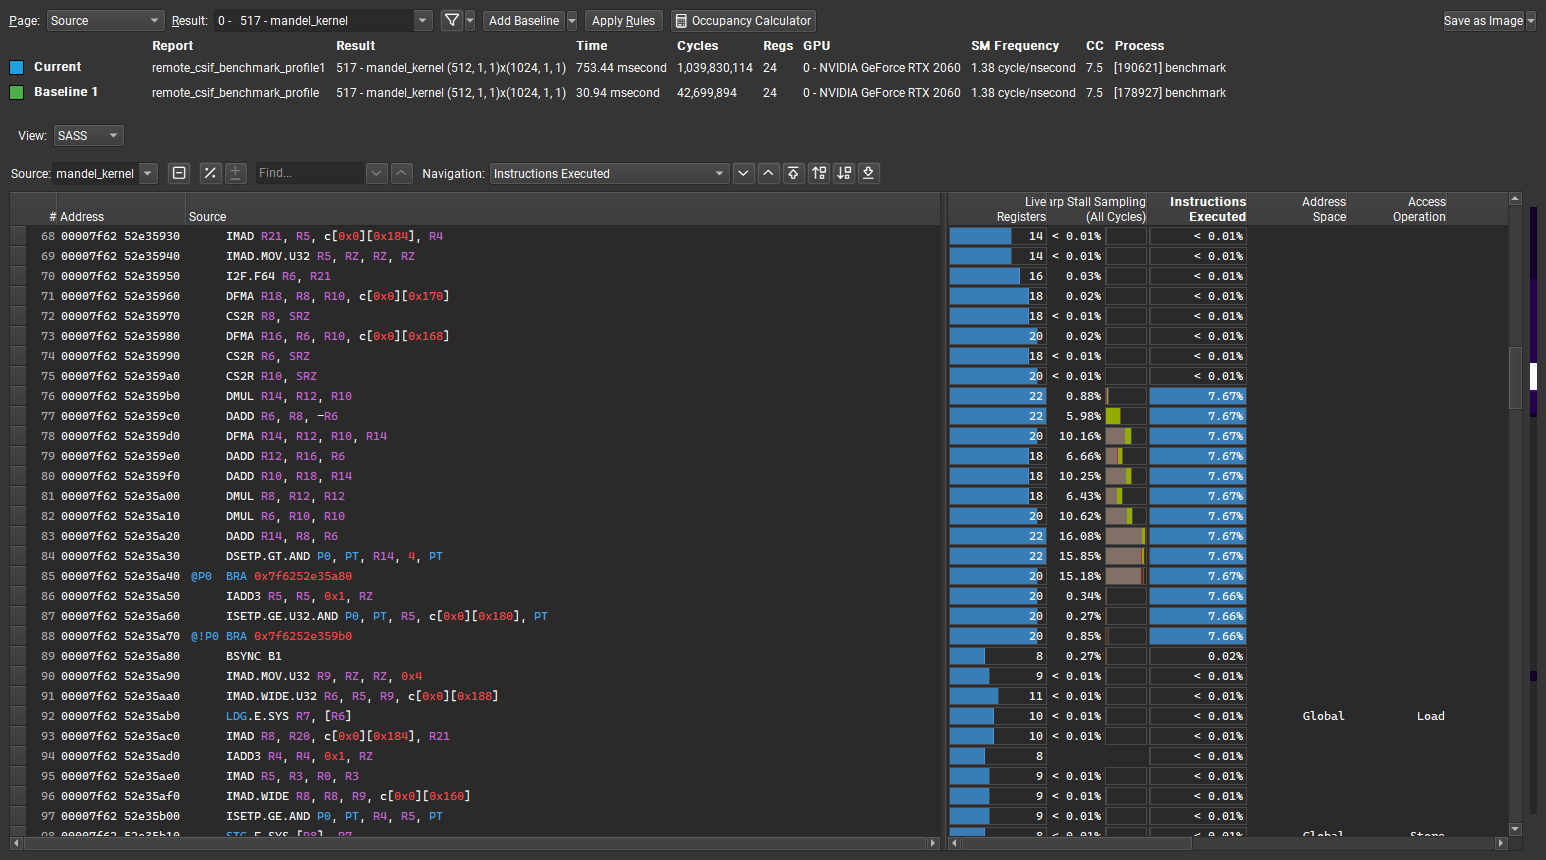 Page: Source Result: 0 - 517 - mandel_kernel Add Baseline Apply Rules Occupancy Calculator Save as Image
Report Result Time Cycles Regs GPU SM Frequency CC Process
Current remote_csif_benchmark_profile1 517 - mandel_kernel (512, 1, 1)x(1024, 1, 1) 753.44 msecond 1,039,830,114 24 0 - NVIDIA GeForce RTX 2060 1.38 cycle/nsecond 7.5 [190621] benchmark
Baseline 1 remote_csif_benchmark_profile 517 - mandel_kernel (512, 1, 1)x(1024, 1, 1) 30.94 msecond 42,699,894 24 0 - NVIDIA GeForce RTX 2060 1.38 cycle/nsecond 7.5 [178927] benchmark
View: SASS
Source: mandel_kernel Find... Navigation: Instructions Executed
Live arp Stall Sampling Instructions Address Access
# Address Source Registers (All Cycles) Executed Space Operation
68 00007f62 52e35930 IMAD R21, R5, c[0x0][0x184], R4 14 < 0.01% < 0.01%
69 00007f62 52e35940 IMAD.MOV.U32 R5, RZ, RZ, RZ 14 < 0.01% < 0.01%
70 00007f62 52e35950 I2F.F64 R6, R21 16 0.03% < 0.01%
71 00007f62 52e35960 DFMA R18, R8, R10, c[0x0][0x170] 18 0.02% < 0.01%
72 00007f62 52e35970 CS2R R8, SRZ 18 < 0.01% < 0.01%
73 00007f62 52e35980 DFMA R16, R6, R10, c[0x0][0x168] 20 0.02% < 0.01%
74 00007f62 52e35990 CS2R R6, SRZ 18 < 0.01% < 0.01%
75 00007f62 52e359a0 CS2R R10, SRZ 20 < 0.01% < 0.01%
76 00007f62 52e359b0 DMUL R14, R12, R10 22 0.88% 7.67%
77 00007f62 52e359c0 DADD R6, R8, -R6 22 5.98% 7.67%
78 00007f62 52e359d0 DFMA R14, R12, R10, R14 20 10.16% 7.67%
79 00007f62 52e359e0 DADD R12, R16, R6 18 6.66% 7.67%
80 00007f62 52e359f0 DADD R10, R18, R14 18 10.25% 7.67%
81 00007f62 52e35a00 DMUL R8, R12, R12 18 6.43% 7.67%
82 00007f62 52e35a10 DMUL R6, R10, R10 20 10.62% 7.67%
83 00007f62 52e35a20 DADD R14, R8, R6 22 16.08% 7.67%
84 00007f62 52e35a30 DSETP.GT.AND P0, PT, R14, 4, PT 22 15.85% 7.67%
85 00007f62 52e35a40 @P0 BRA 0x7f6252e35a80 20 15.18% 7.67%
86 00007f62 52e35a50 IADD3 R5, R5, 0x1, RZ 20 0.34% 7.66%
87 00007f62 52e35a60 ISETP.GE.U32.AND P0, PT, R5, c[0x0][0x180], PT 20 0.27% 7.66%
88 00007f62 52e35a70 @!P0 BRA 0x7f6252e359b0 20 0.85% 7.66%
89 00007f62 52e35a80 BSYNC B1 8 0.27% 0.02%
90 00007f62 52e35a90 IMAD.MOV.U32 R9, RZ, RZ, 0x4 9 < 0.01% < 0.01%
91 00007f62 52e35aa0 IMAD.WIDE.U32 R6, R5, R9, c[0x0][0x188] 11 < 0.01% < 0.01%
92 00007f62 52e35ab0 LDG.E.SYS R7, [R6] 10 < 0.01% < 0.01% Global Load
93 00007f62 52e35ac0 IMAD R8, R20, c[0x0][0x184], R21 10 < 0.01% < 0.01%
94 00007f62 52e35ad0 IADD3 R4, R4, 0x1, RZ 8 < 0.01%
95 00007f62 52e35ae0 IMAD R5, R3, R0, R3 9 < 0.01% < 0.01%
96 00007f62 52e35af0 IMAD.WIDE R8, R8, R9, c[0x0][0x160] 9 < 0.01% < 0.01%
97 00007f62 52e35b00 ISETP.GE.AND P0, PT, R4, R5, PT 9 < 0.01% < 0.01%
98 00007f62 52e35b10 STG.E.SYS [R8], R7 8 < 0.01% < 0.01% Global Store